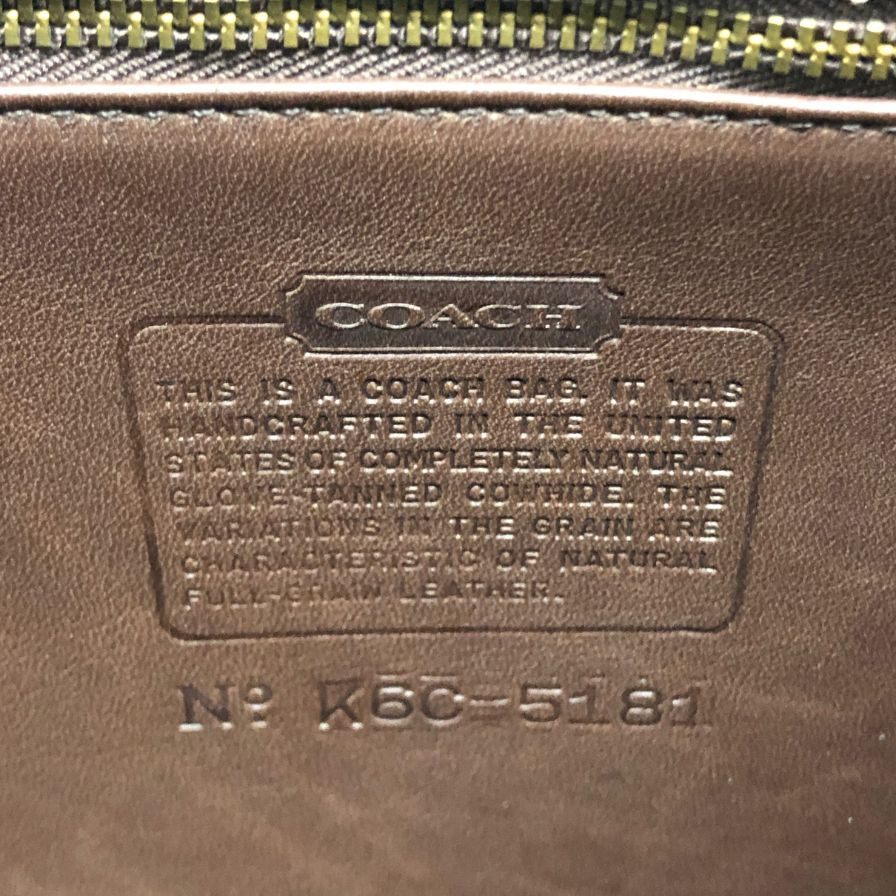 COACH
THIS IS A COACH BAG. IT WAS
HANDCRAFTED IN THE UNITED
STATES OF COMPLETELY NATURAL
GLOVE-TANNED COWHIDE. THE
VARIATIONS IN THE GRAIN ARE
CHARACTERISTIC OF NATURAL
FULL-GRAIN LEATHER.
Nº K6C-5181